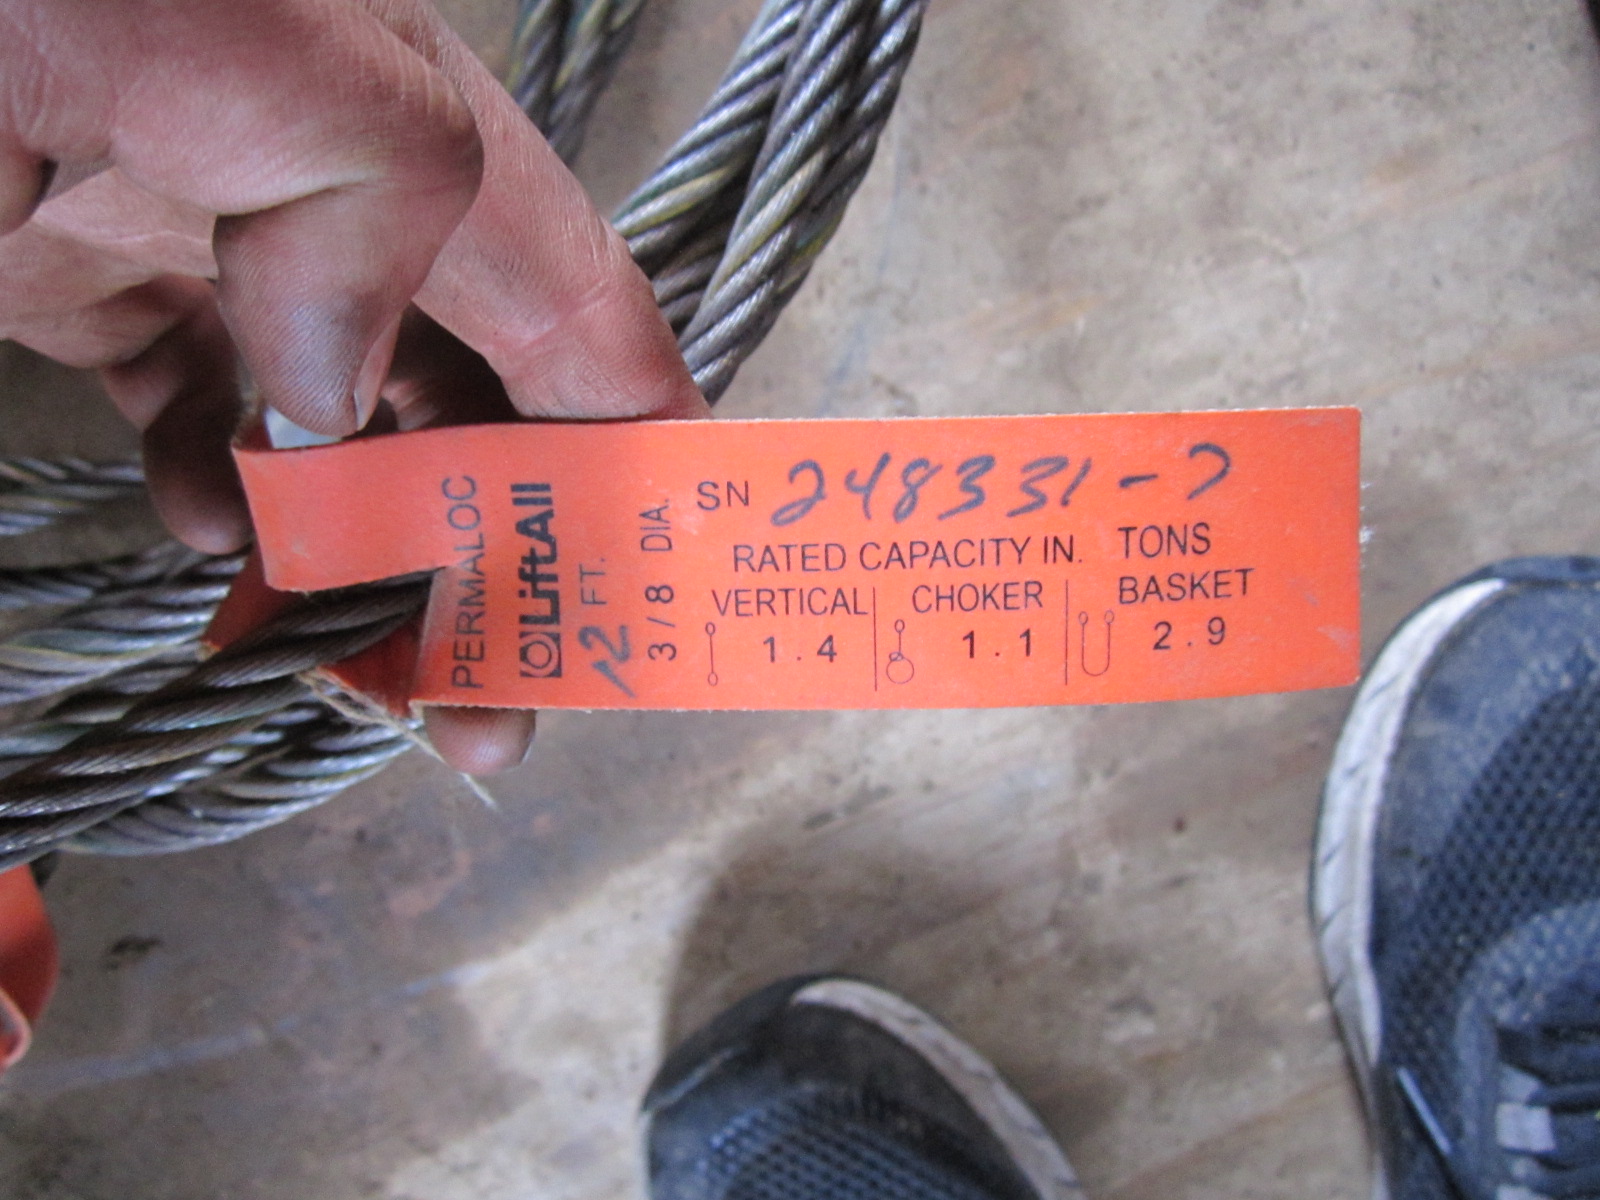 PERMALOC
LiftAll
12 FT.
3/8 DIA.
SN 248331-7
RATED CAPACITY IN. TONS
VERTICAL CHOKER BASKET
1.4 1.1 2.9